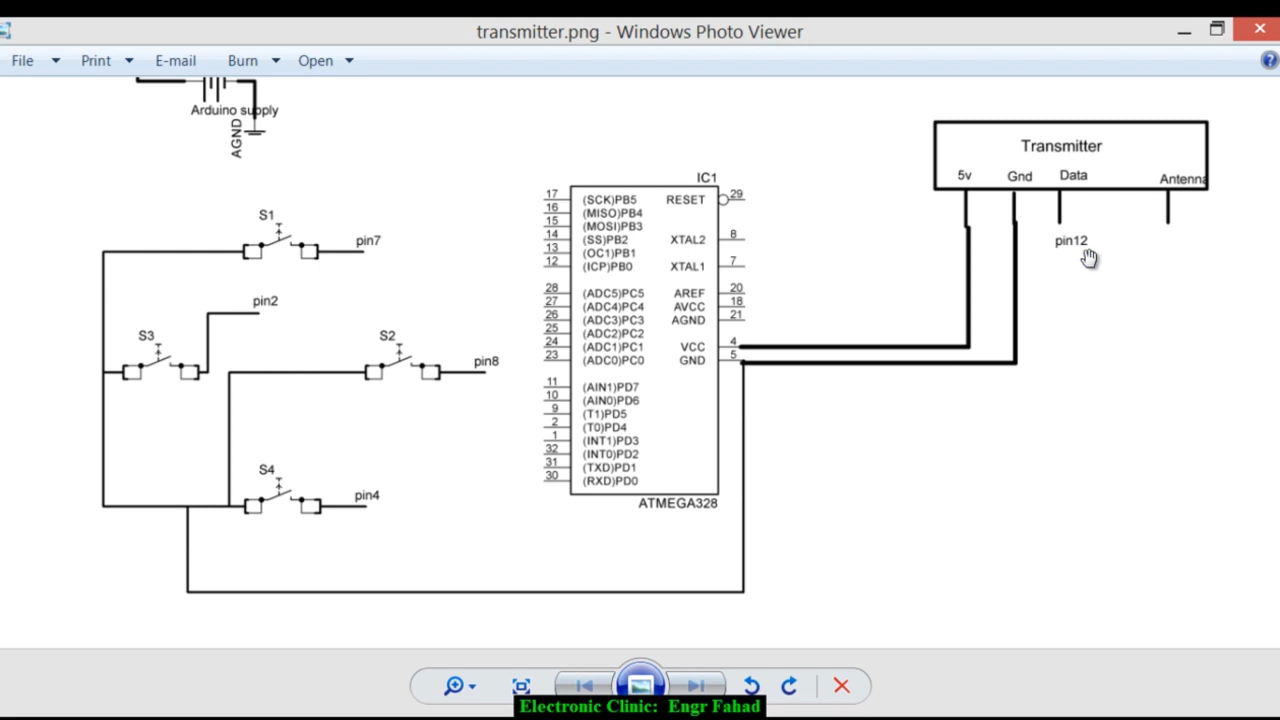 transmitter.png - Windows Photo Viewer
File Print E-mail Burn Open
Arduino supply
AGND
S1
pin7
pin2
S3
S2
pin8
S4
pin4
IC1
17 (SCK)PB5 RESET 29
16 (MISO)PB4
15 (MOSI)PB3
14 (SS)PB2 XTAL2 8
13 (OC1)PB1
12 (ICP)PB0 XTAL1 7
28 (ADC5)PC5 AREF 20
27 (ADC4)PC4 AVCC 18
26 (ADC3)PC3 AGND 21
25 (ADC2)PC2
24 (ADC1)PC1 VCC 4
23 (ADC0)PC0 GND 5
11 (AIN1)PD7
10 (AIN0)PD6
9 (T1)PD5
2 (T0)PD4
1 (INT1)PD3
32 (INT0)PD2
31 (TXD)PD1
30 (RXD)PD0
ATMEGA328
Transmitter
5v Gnd Data Antenna
pin12
Electronic Clinic: Engr Fahad